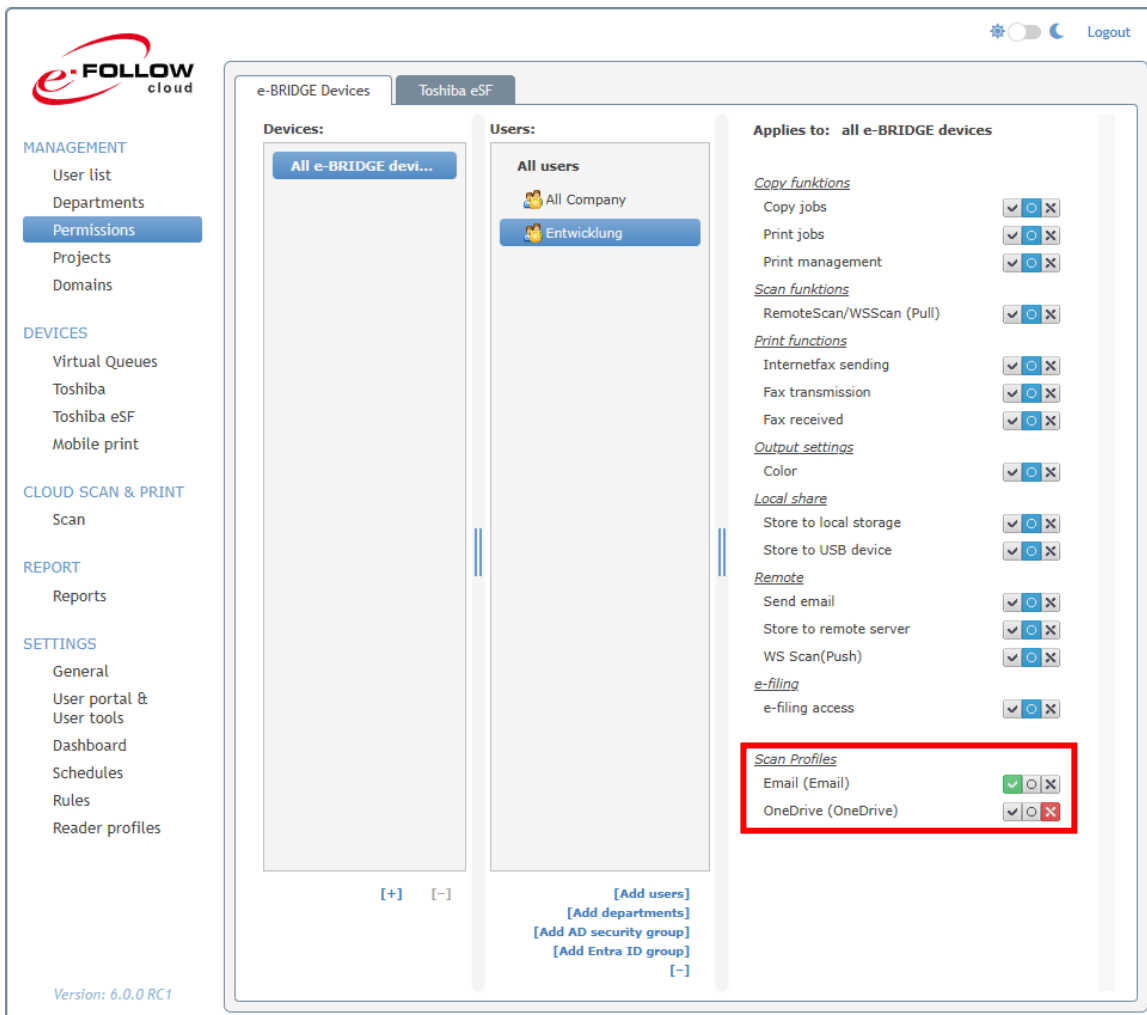 Logout
e-FOLLOW
cloud
e-BRIDGE Devices
Toshiba eSF
MANAGEMENT
User list
Departments
Permissions
Projects
Domains
DEVICES
Virtual Queues
Toshiba
Toshiba eSF
Mobile print
CLOUD SCAN & PRINT
Scan
REPORT
Reports
SETTINGS
General
User portal &
User tools
Dashboard
Schedules
Rules
Reader profiles
Version: 6.0.0 RC1
Devices:
All e-BRIDGE devi...
[+] [-]
Users:
All users
All Company
Entwicklung
[Add users]
[Add departments]
[Add AD security group]
[Add Entra ID group]
[-]
Applies to: all e-BRIDGE devices
Copy funktions
Copy jobs
Print jobs
Print management
Scan funktions
RemoteScan/WSScan (Pull)
Print functions
Internetfax sending
Fax transmission
Fax received
Output settings
Color
Local share
Store to local storage
Store to USB device
Remote
Send email
Store to remote server
WS Scan(Push)
e-filing
e-filing access
Scan Profiles
Email (Email)
OneDrive (OneDrive)